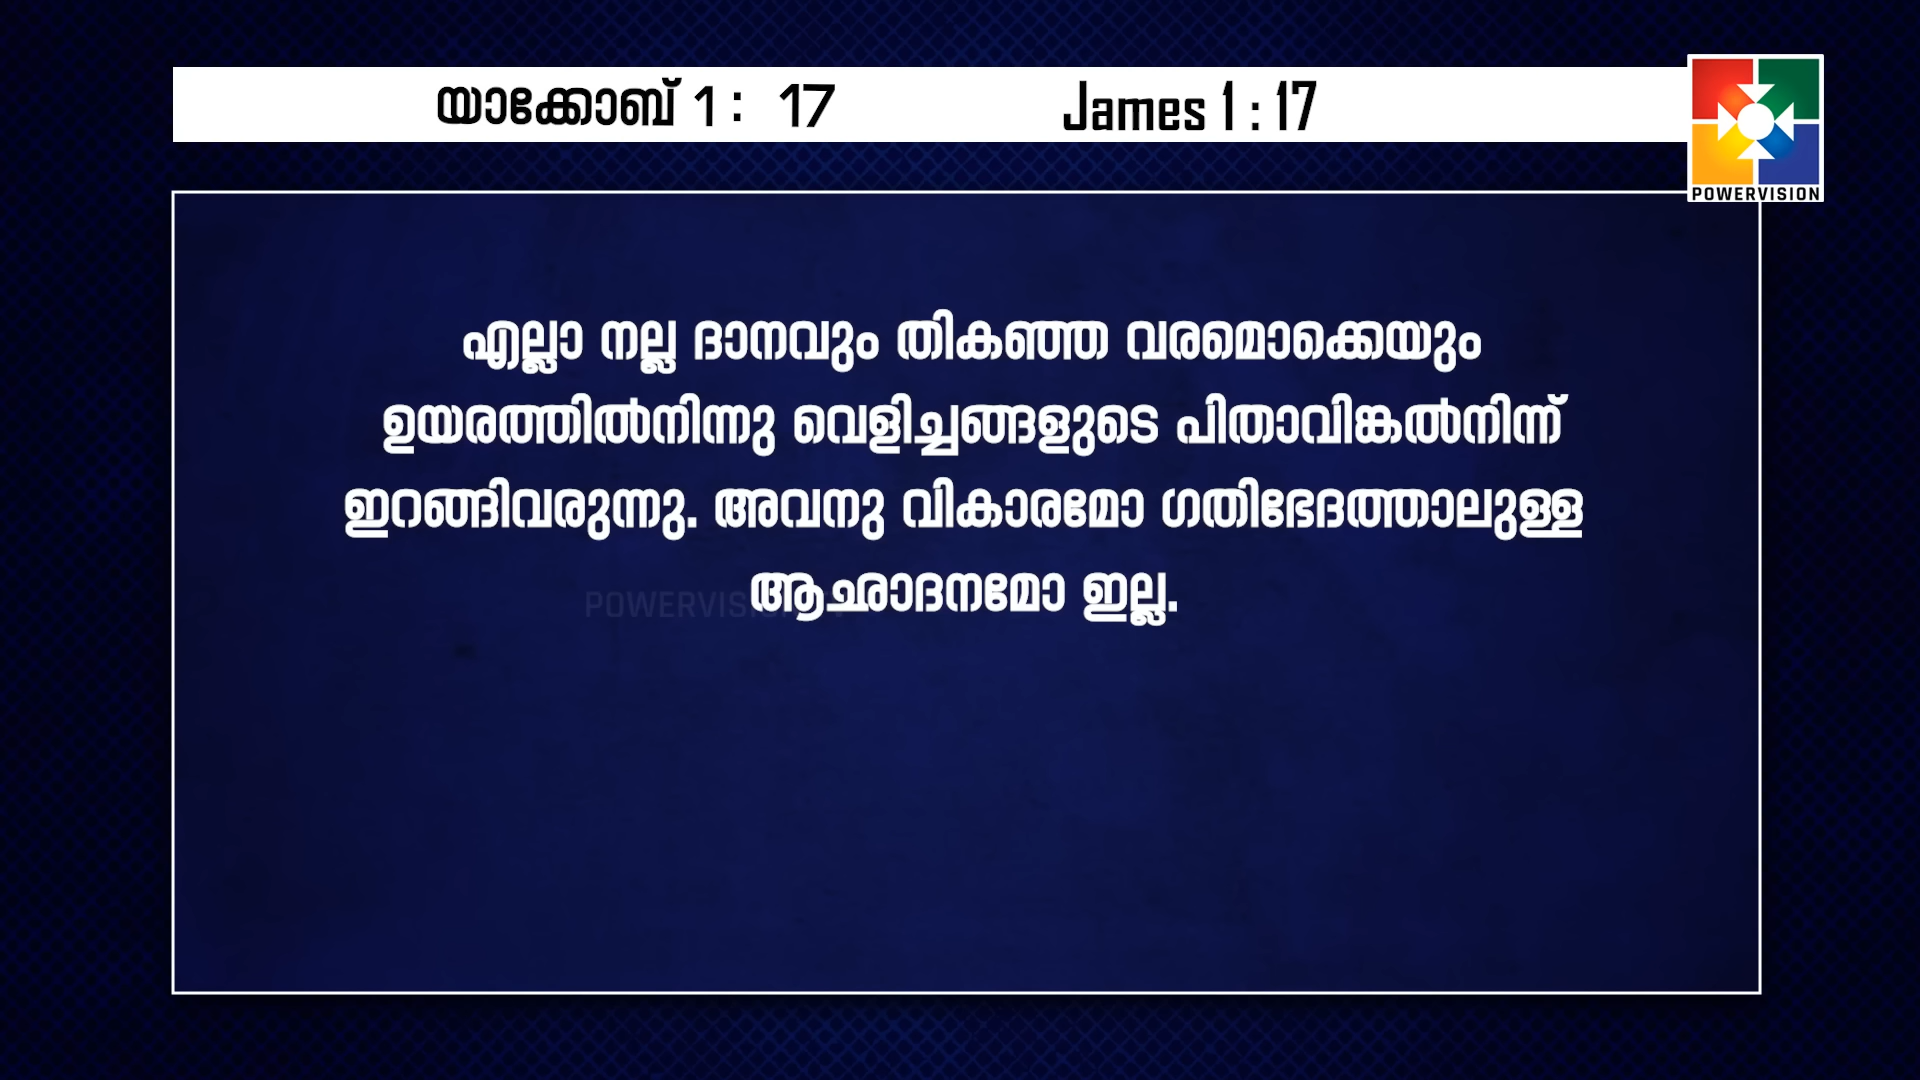 യാക്കോബ് 1 : 17 James 1 : 17
POWERVISION
എല്ലാ നല്ല ദാനവും തികഞ്ഞ വരമൊക്കെയും
ഉയരത്തിൽനിന്നു വെളിച്ചങ്ങളുടെ പിതാവിങ്കൽനിന്ന്
ഇറങ്ങിവരുന്നു. അവനു വികാരമോ ഗതിഭേദത്താലുള്ള
ആഛാദനമോ ഇല്ല.